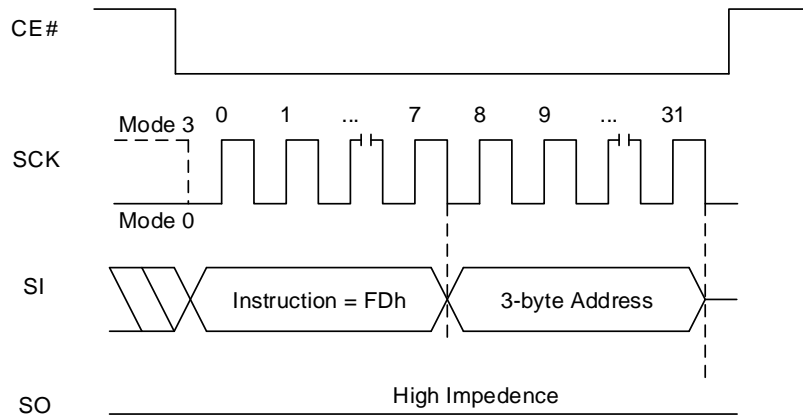 CE#
0 1 ... 7 8 9 ... 31
Mode 3
SCK
Mode 0
SI
Instruction = FDh 3-byte Address
High Impedence
SO